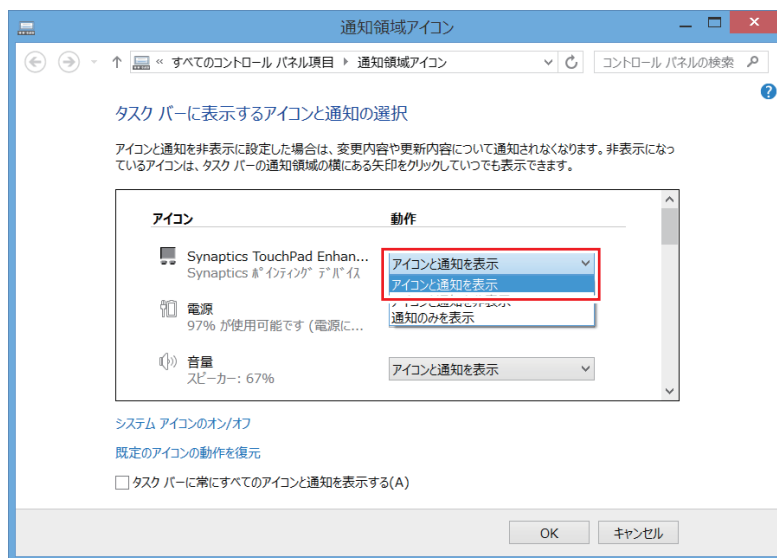 通知領域アイコン
« すべてのコントロール パネル項目 ▸ 通知領域アイコン
コントロール パネルの検索
タスク バーに表示するアイコンと通知の選択
アイコンと通知を非表示に設定した場合は、変更内容や更新内容について通知されなくなります。非表示になっ
ているアイコンは、タスク バーの通知領域の横にある矢印をクリックしていつでも表示できます。
アイコン 動作
Synaptics TouchPad Enhan... アイコンと通知を表示
Synaptics ﾎﾟｲﾝﾃｨﾝｸﾞ ﾃﾞﾊﾞｲｽ アイコンと通知を表示
アイコンと通知を非表示
電源 通知のみを表示
97% が使用可能です (電源に...
音量 アイコンと通知を表示
スピーカー: 67%
システム アイコンのオン/オフ
既定のアイコンの動作を復元
タスク バーに常にすべてのアイコンと通知を表示する(A)
OK キャンセル